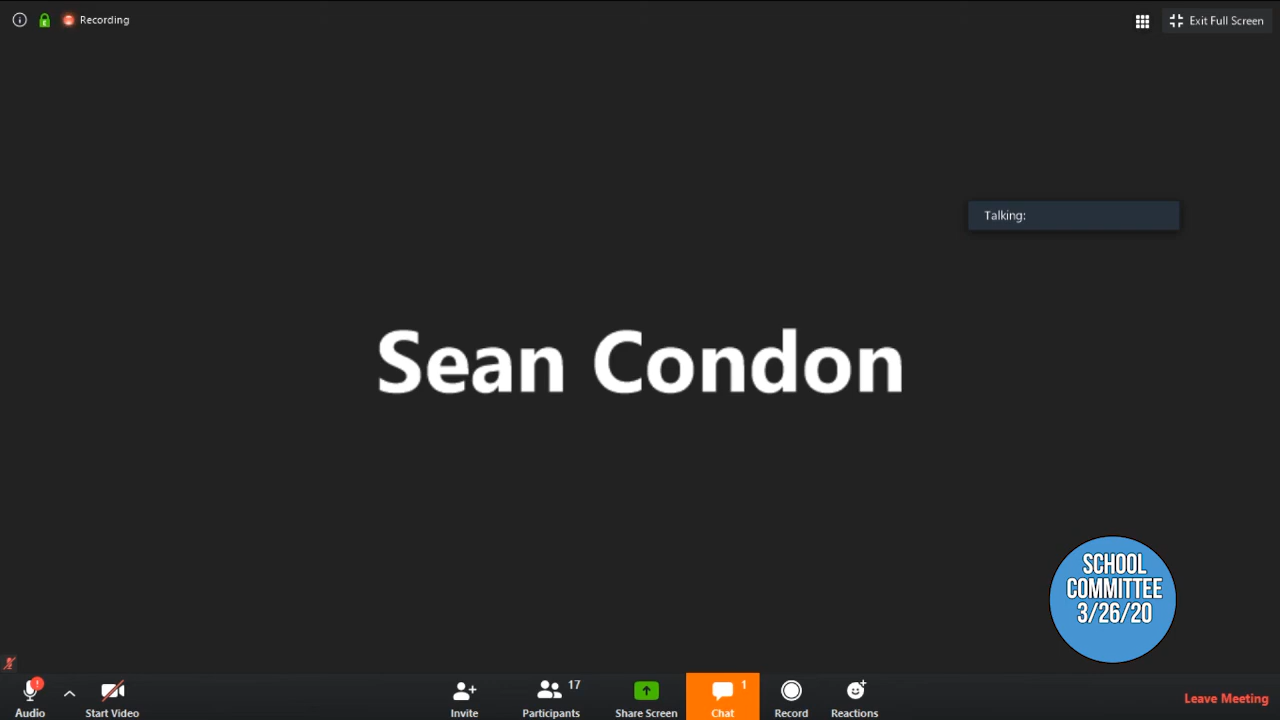 Recording
Exit Full Screen
Talking:
Sean Condon
SCHOOL
COMMITTEE
3/26/20
Audio
Start Video
Invite
17
Participants
Share Screen
1
Chat
Record
Reactions
Leave Meeting